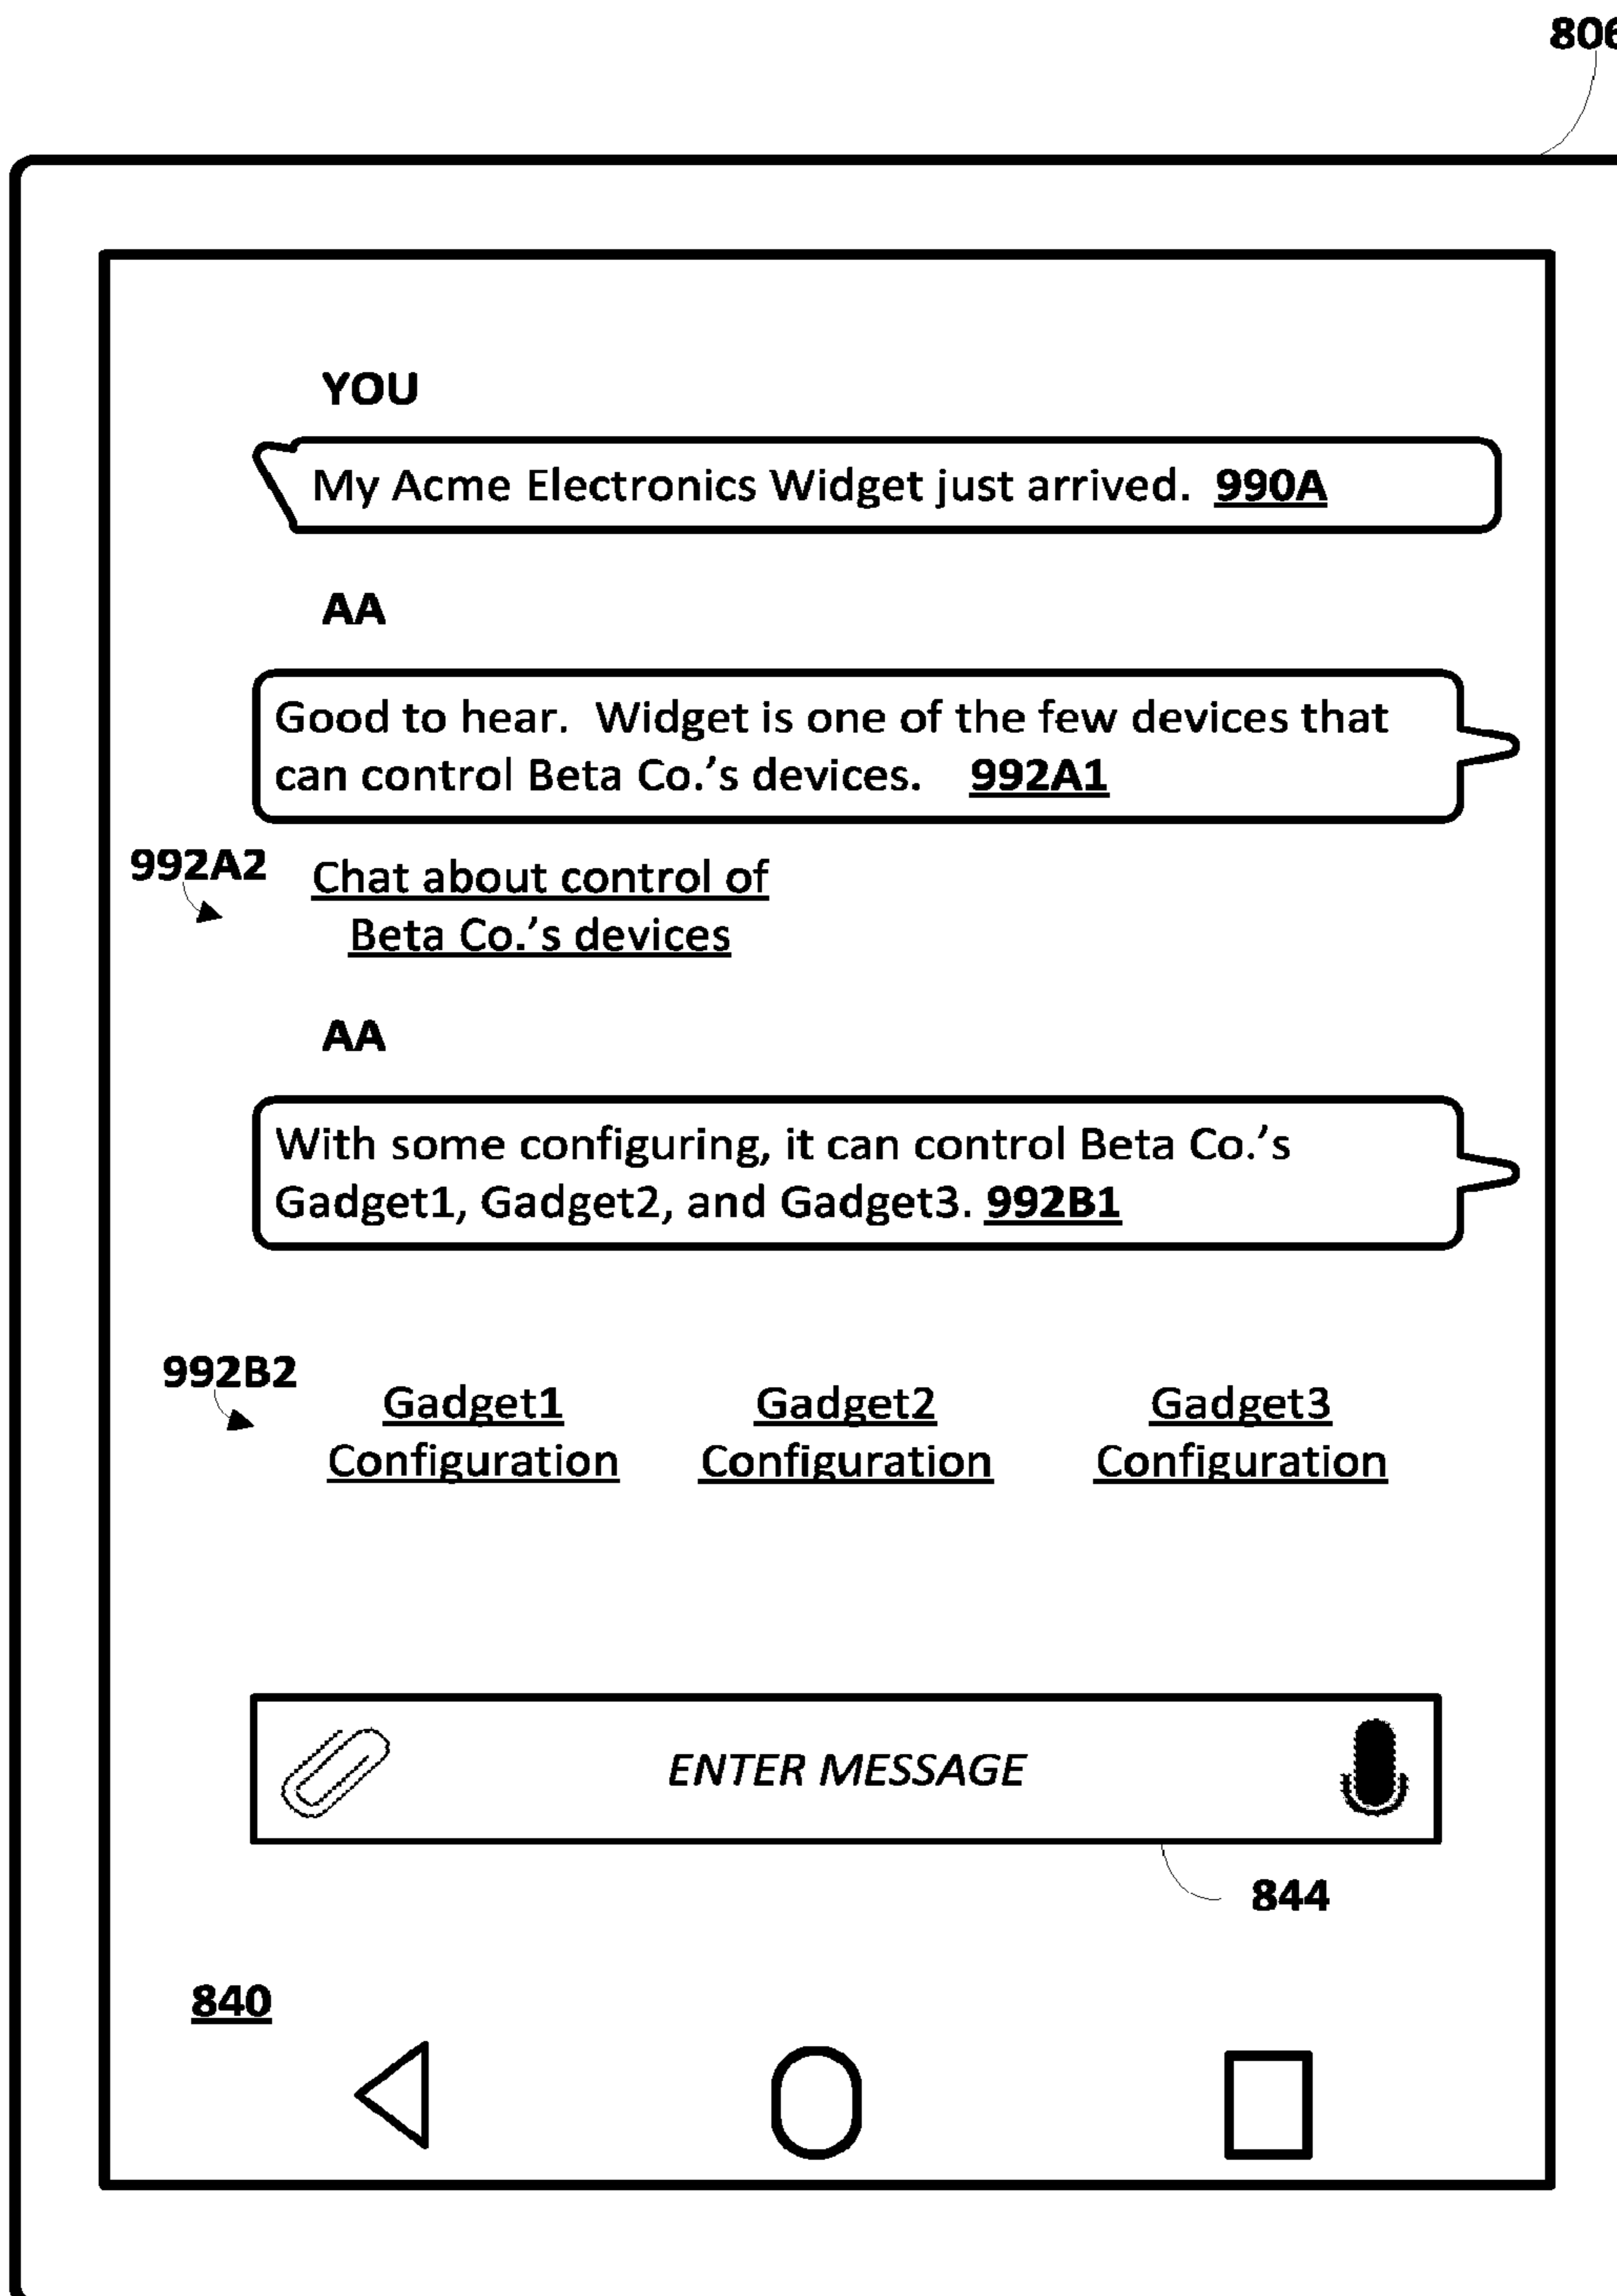 806
YOU
My Acme Electronics Widget just arrived. 990A
AA
Good to hear. Widget is one of the few devices that
can control Beta Co.'s devices. 992A1
992A2
Chat about control of
Beta Co.'s devices
AA
With some configuring, it can control Beta Co.'s
Gadget1, Gadget2, and Gadget3. 992B1
992B2
Gadget1 Gadget2 Gadget3
Configuration Configuration Configuration
ENTER MESSAGE
844
840